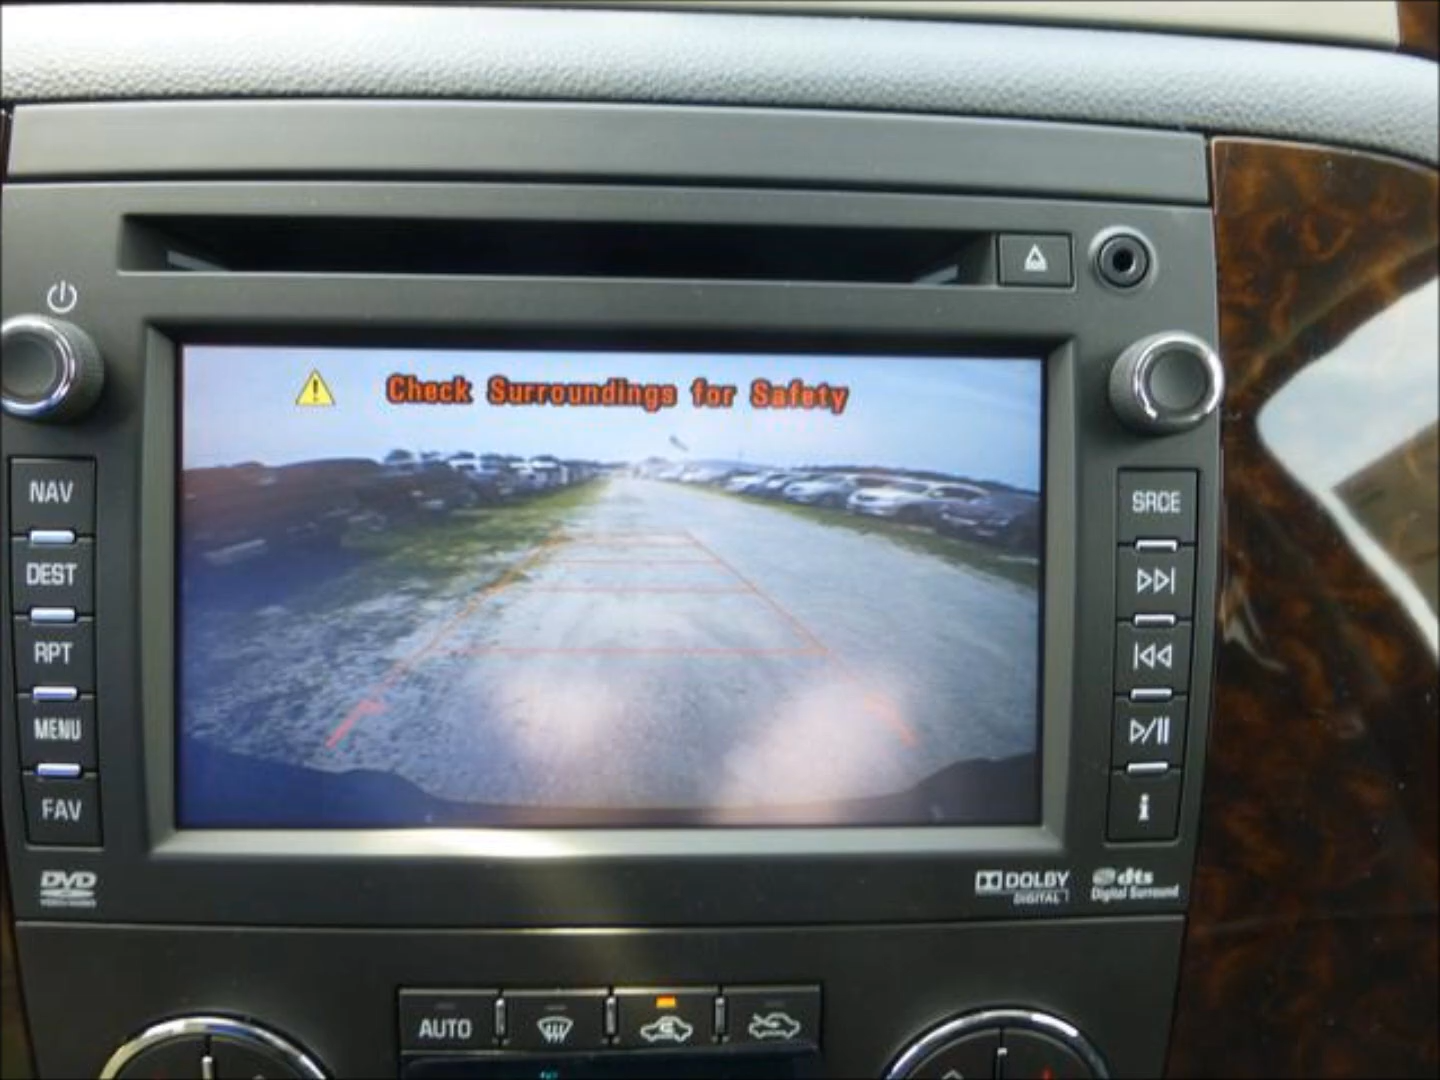 Check Surroundings for Safety
NAV
DEST
RPT
MENU
FAV
SRCE
i
DVD
DOLBY
DIGITAL
dts
Digital Surround
AUTO